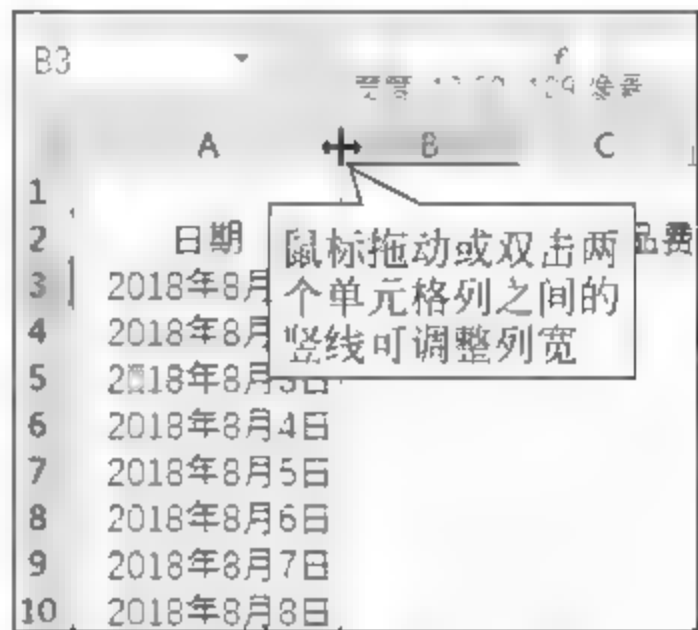 B3
A B C
1
2 日期
3 2018年8月
4 2018年8月
5 2018年8月3日
6 2018年8月4日
7 2018年8月5日
8 2018年8月6日
9 2018年8月7日
10 2018年8月8日
鼠标拖动或双击两
个单元格列之间的
竖线可调整列宽